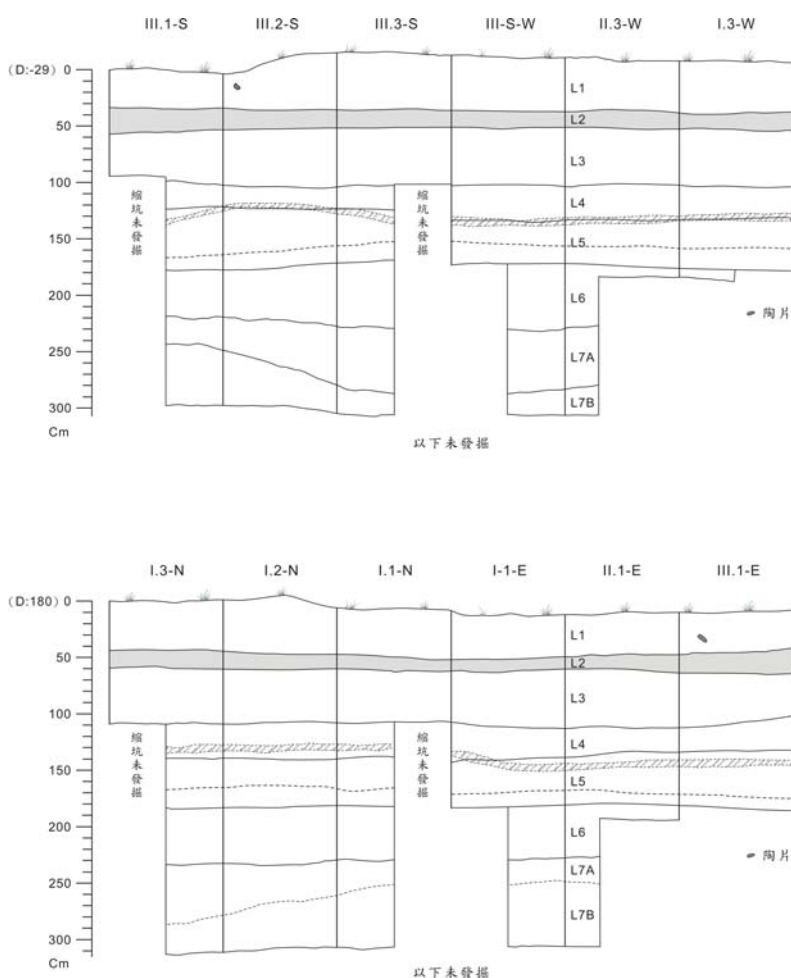 III.1-S III.2-S III.3-S III-S-W II.3-W I.3-W
(D:-29) 0
50
100
150
200
250
300
Cm
L1
L2
L3
L4
L5
L6
L7A
L7B
縮坑未發掘
縮坑未發掘
陶片
以下未發掘
I.3-N I.2-N I.1-N I-1-E II.1-E III.1-E
(D:180) 0
50
100
150
200
250
300
Cm
L1
L2
L3
L4
L5
L6
L7A
L7B
縮坑未發掘
縮坑未發掘
陶片
以下未發掘